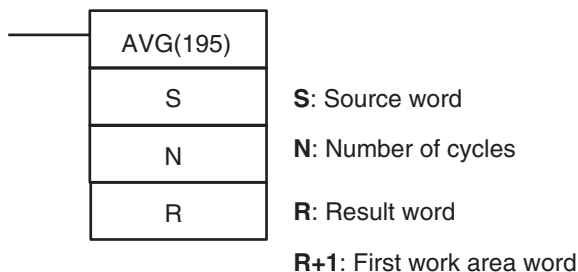 AVG(195)
S S: Source word
N N: Number of cycles
R R: Result word
R+1: First work area word